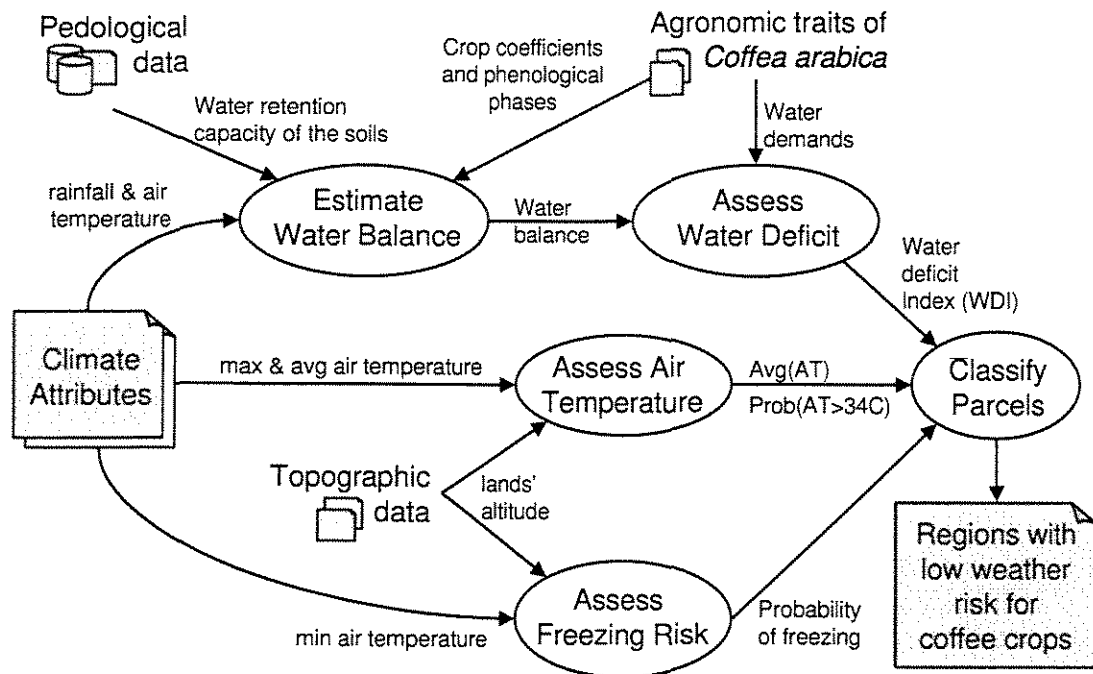 Pedological
data
Agronomic traits of
Coffea arabica
Crop coefficients
and phenological
phases
Water retention
capacity of the soils
Water
demands
rainfall & air
temperature
Estimate
Water Balance
Water
balance
Assess
Water Deficit
Water
deficit
Index (WDI)
Climate
Attributes
max & avg air temperature
Assess Air
Temperature
Avg(AT)
Prob(AT>34C)
Classify
Parcels
Topographic
data
lands'
altitude
Regions with
low weather
risk for
coffee crops
min air temperature
Assess
Freezing Risk
Probability
of freezing